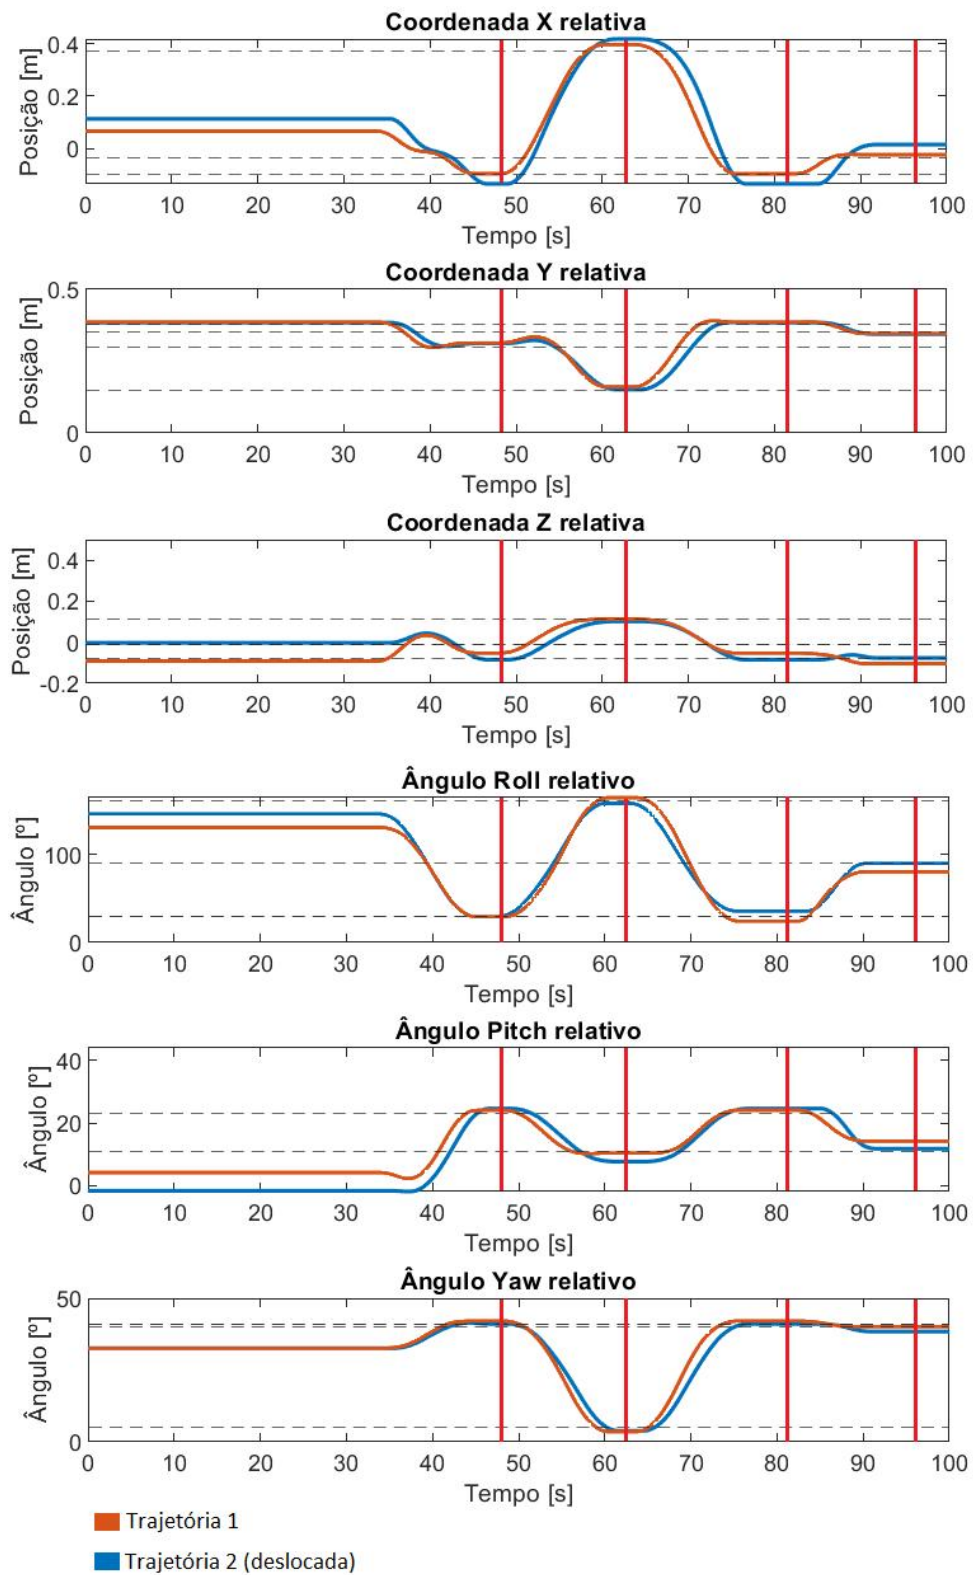 Coordenada X relativa
Posição [m]
0.4
0.2
0
0 10 20 30 40 50 60 70 80 90 100
Tempo [s]
Coordenada Y relativa
Posição [m]
0.5
0
0 10 20 30 40 50 60 70 80 90 100
Tempo [s]
Coordenada Z relativa
Posição [m]
0.4
0.2
0
-0.2
0 10 20 30 40 50 60 70 80 90 100
Tempo [s]
Ângulo Roll relativo
Ângulo [º]
100
0
0 10 20 30 40 50 60 70 80 90 100
Tempo [s]
Ângulo Pitch relativo
Ângulo [º]
40
20
0
0 10 20 30 40 50 60 70 80 90 100
Tempo [s]
Ângulo Yaw relativo
Ângulo [º]
50
0
0 10 20 30 40 50 60 70 80 90 100
Tempo [s]
Trajetória 1
Trajetória 2 (deslocada)